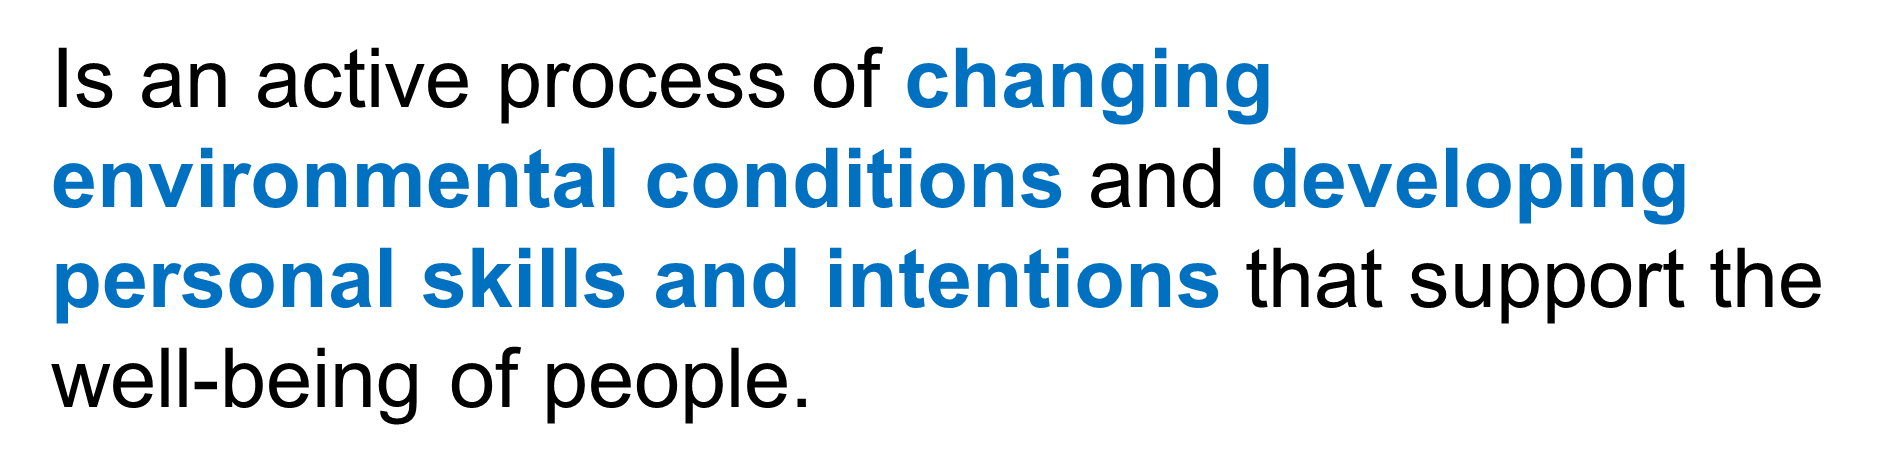 Is an active process of changing
environmental conditions and developing
personal skills and intentions that support the
well-being of people.